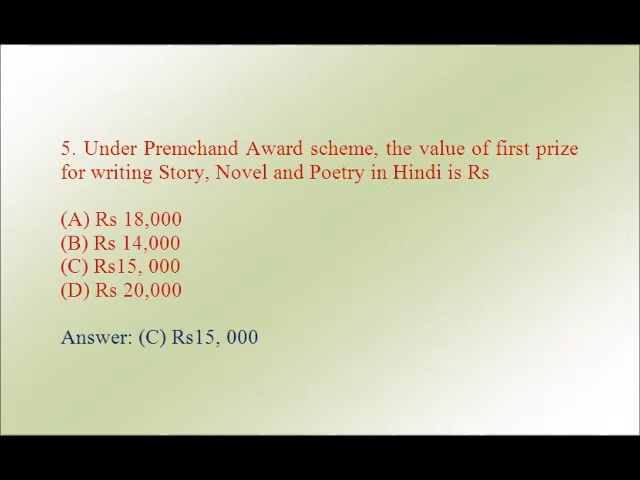 5. Under Premchand Award scheme, the value of first prize
for writing Story, Novel and Poetry in Hindi is Rs
(A) Rs 18,000
(B) Rs 14,000
(C) Rs15, 000
(D) Rs 20,000
Answer: (C) Rs15, 000